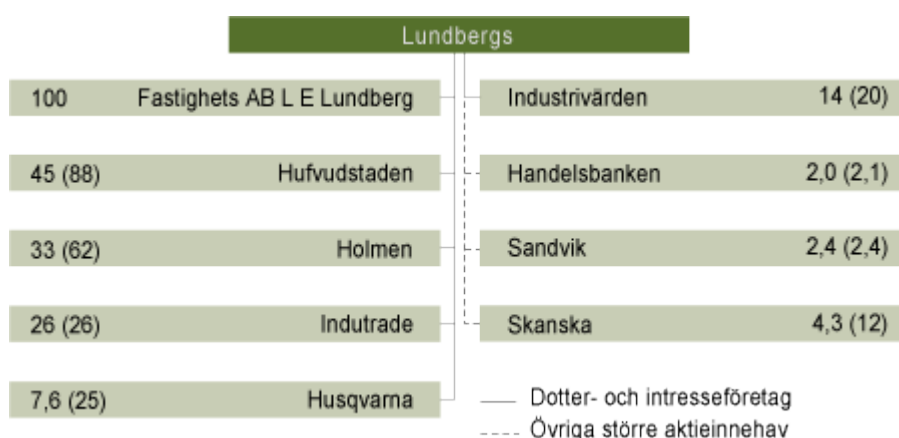 Lundbergs
100 Fastighets AB L E Lundberg
45 (88) Hufvudstaden
33 (62) Holmen
26 (26) Indutrade
7,6 (25) Husqvarna
Industrivärden 14 (20)
Handelsbanken 2,0 (2,1)
Sandvik 2,4 (2,4)
Skanska 4,3 (12)
Dotter- och intresseföretag
Övriga större aktieinnehav